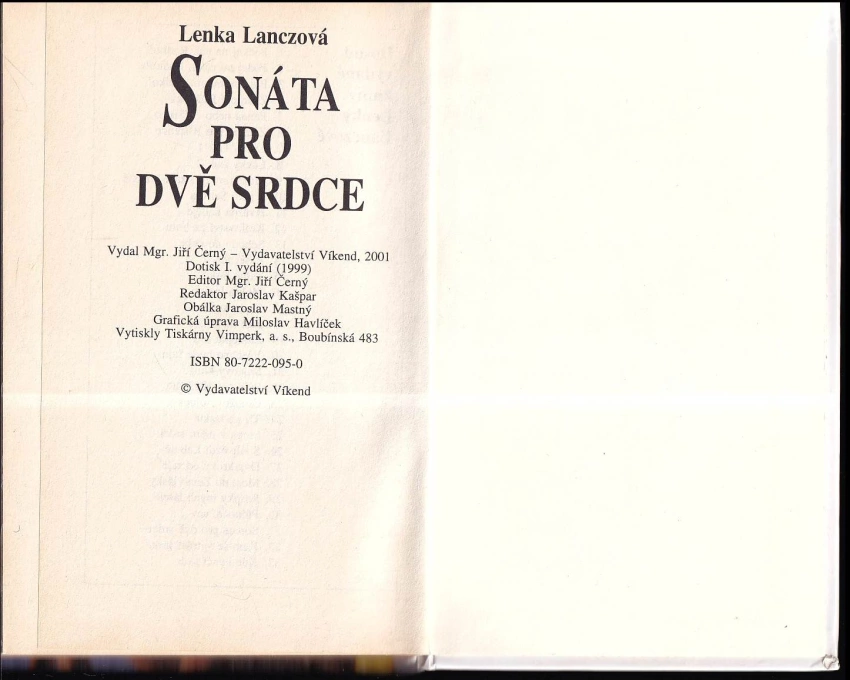 Lenka Lanczová
SONÁTA
PRO
DVĚ SRDCE
Vydal Mgr. Jiří Černý – Vydavatelství Víkend, 2001
Dotisk I. vydání (1999)
Editor Mgr. Jiří Černý
Redaktor Jaroslav Kašpar
Obálka Jaroslav Mastný
Grafická úprava Miloslav Havlíček
Vytiskly Tiskárny Vimperk, a. s., Boubínská 483
ISBN 80-7222-095-0
© Vydavatelství Víkend